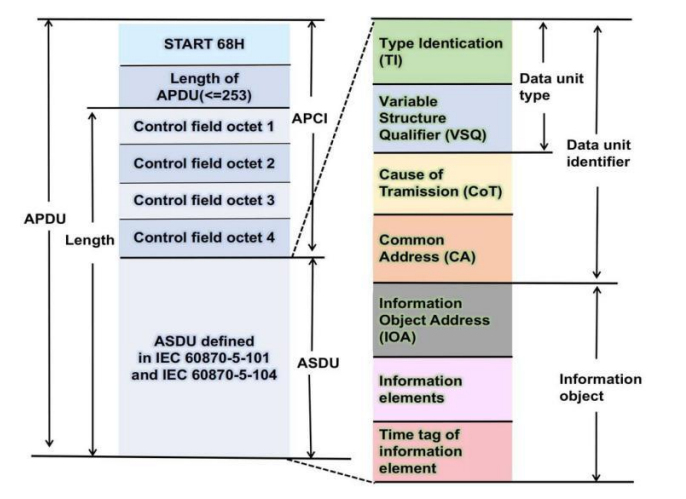 START 68H
Length of
APDU(<=253)
Control field octet 1
Control field octet 2
Control field octet 3
Control field octet 4
ASDU defined
in IEC 60870-5-101
and IEC 60870-5-104
APDU
Length
APCI
ASDU
Type Identication
(TI)
Variable
Structure
Qualifier (VSQ)
Cause of
Tramission (CoT)
Common
Address (CA)
Information
Object Address
(IOA)
Information
elements
Time tag of
information
element
Data unit
type
Data unit
identifier
Information
object